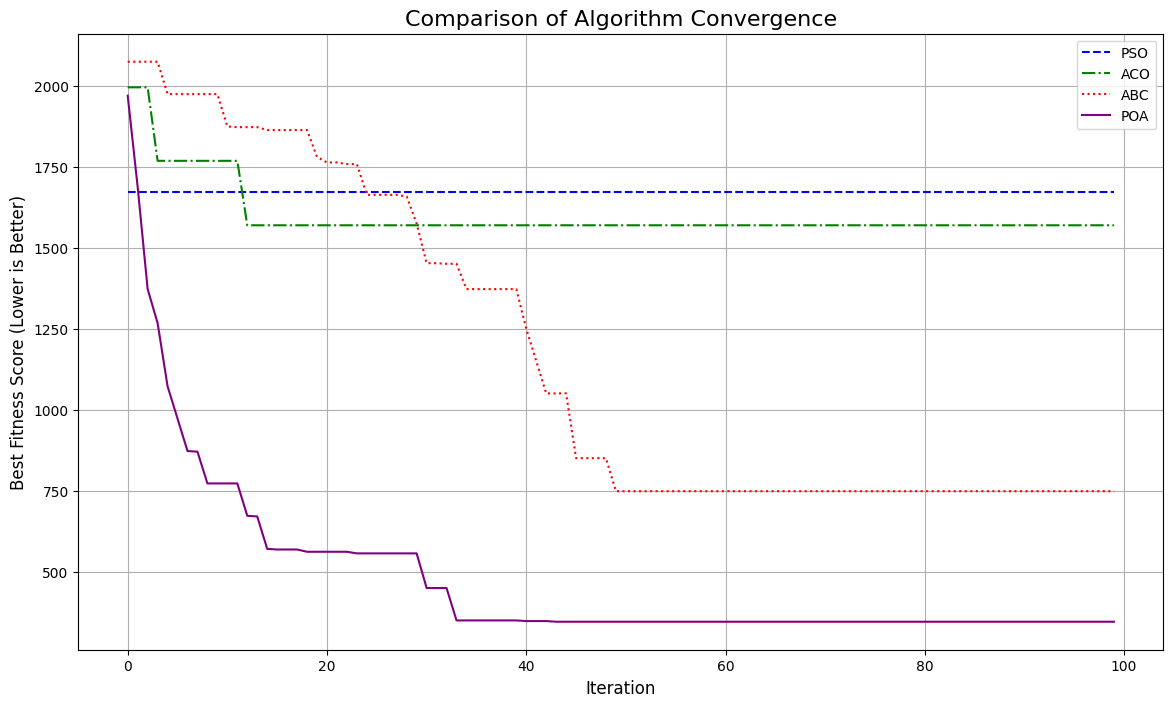 Comparison of Algorithm Convergence
PSO
ACO
ABC
POA
Best Fitness Score (Lower is Better)
2000
1750
1500
1250
1000
750
500
0 20 40 60 80 100
Iteration